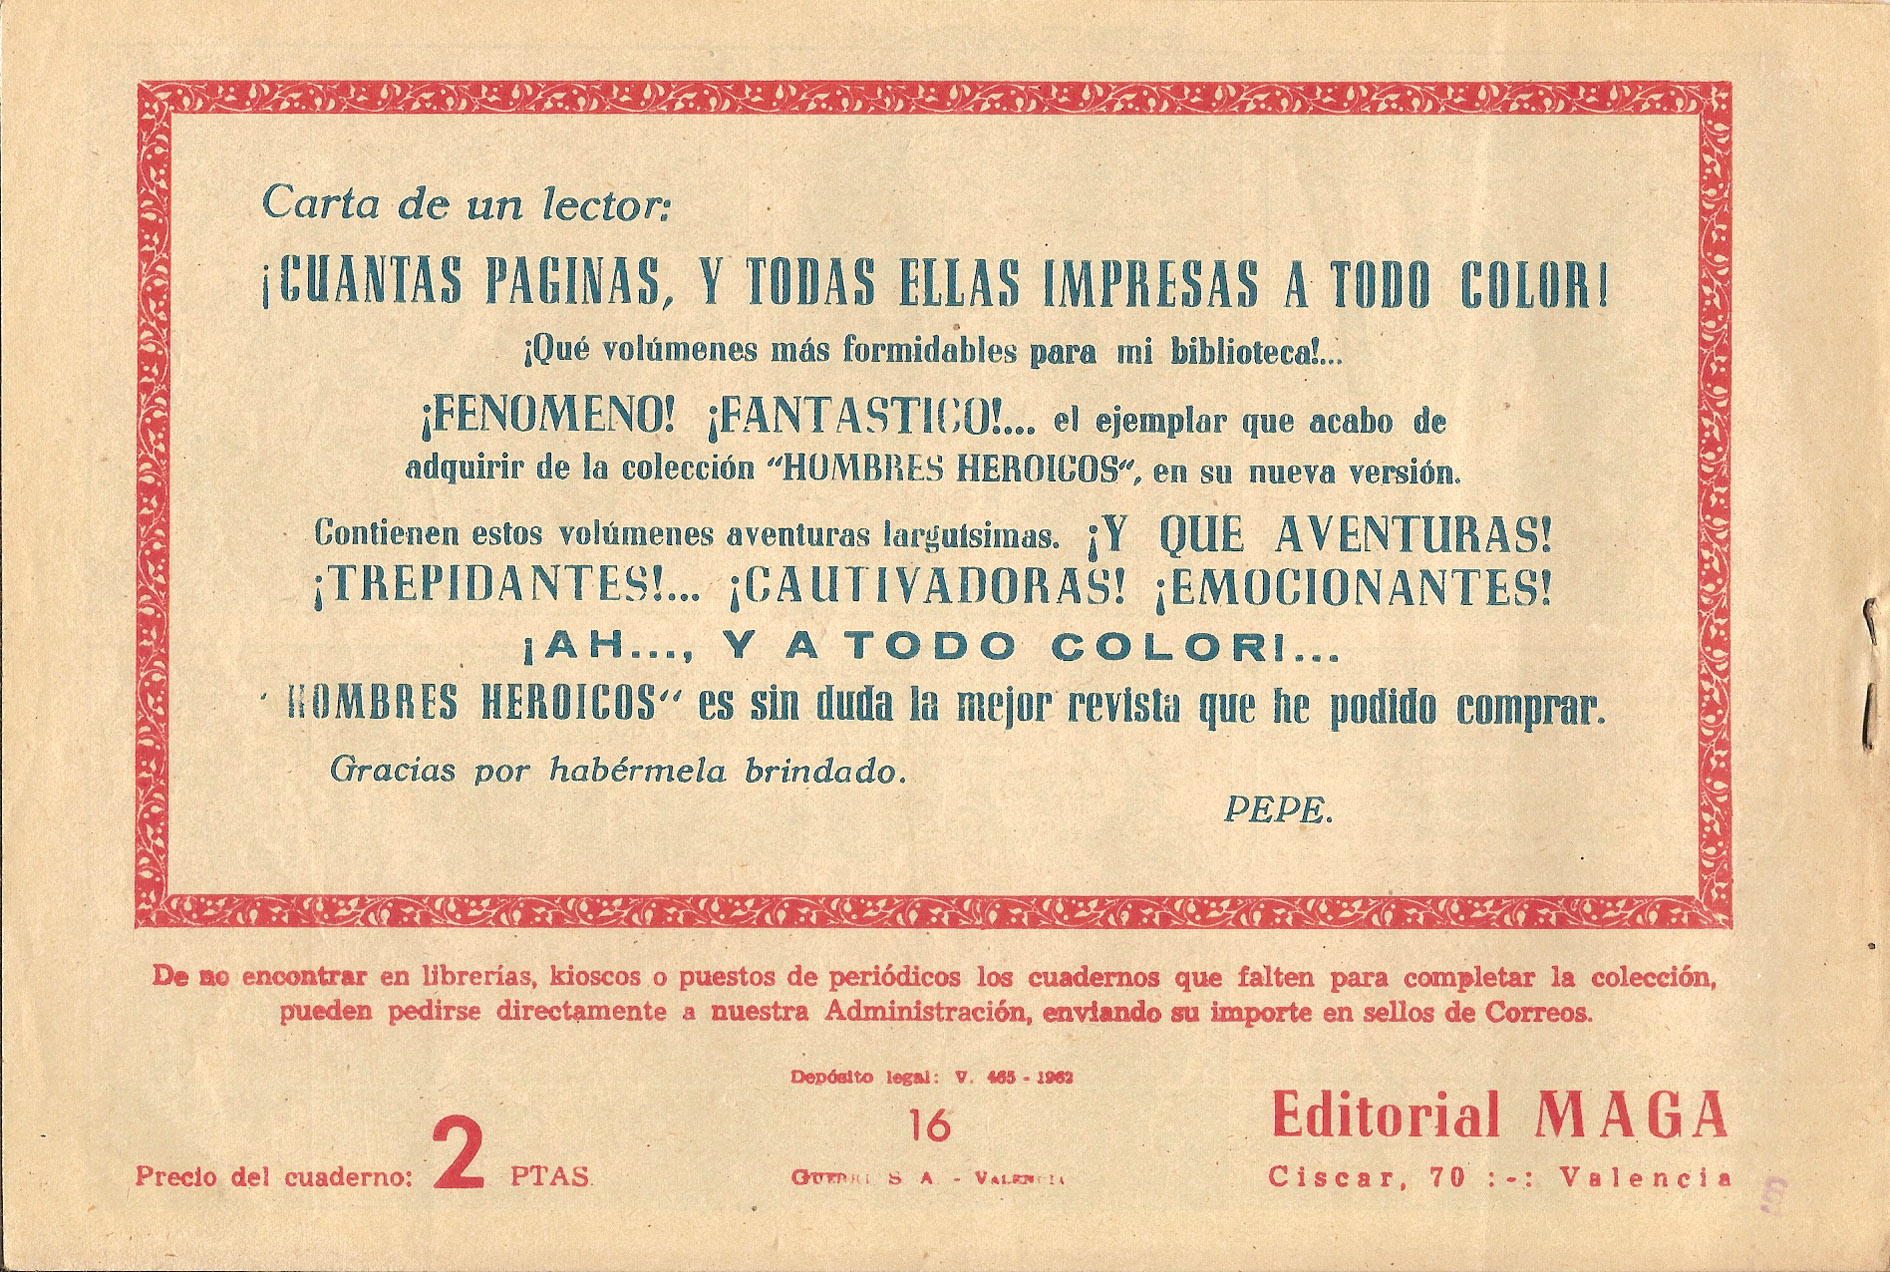 Carta de un lector:
¡CUANTAS PAGINAS, Y TODAS ELLAS IMPRESAS A TODO COLOR!
¡Qué volúmenes más formidables para mi biblioteca!...
¡FENOMENO! ¡FANTASTICO!... el ejemplar que acabo de
adquirir de la colección "HOMBRES HEROICOS", en su nueva versión.
Contienen estos volúmenes aventuras larguísimas. ¡Y QUE AVENTURAS!
¡TREPIDANTES!... ¡CAUTIVADORAS! ¡EMOCIONANTES!
¡AH..., Y A TODO COLOR!...
"HOMBRES HEROICOS" es sin duda la mejor revista que he podido comprar.
Gracias por habérmela brindado.
PEPE.
De no encontrar en librerías, kioscos o puestos de periódicos los cuadernos que falten para completar la colección,
pueden pedirse directamente a nuestra Administración, enviando su importe en sellos de Correos.
Depósito legal: V. 465 - 1962
16
S A - VALENCIA
Precio del cuaderno: 2 PTAS.
Editorial MAGA
Ciscar, 70 :-: Valencia